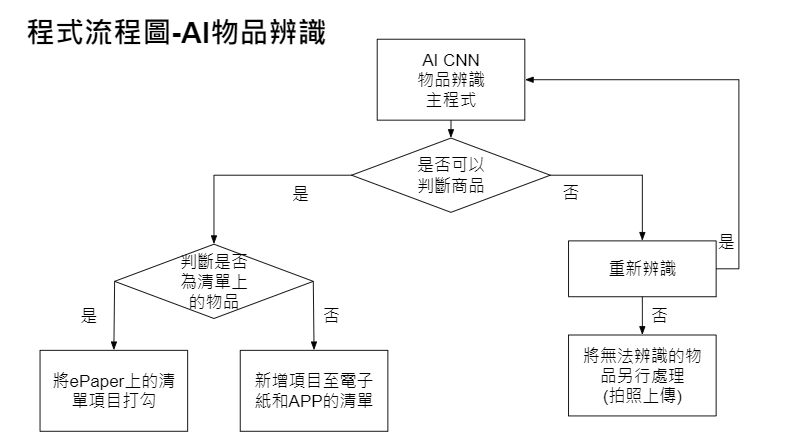 程式流程圖-AI物品辨識
AI CNN
物品辨識
主程式
是否可以
判斷商品
是
否
判斷是否
為清單上
的物品
重新辨識
是
是
否
否
將ePaper上的清
單項目打勾
新增項目至電子
紙和APP的清單
將無法辨識的物
品另行處理
(拍照上傳)